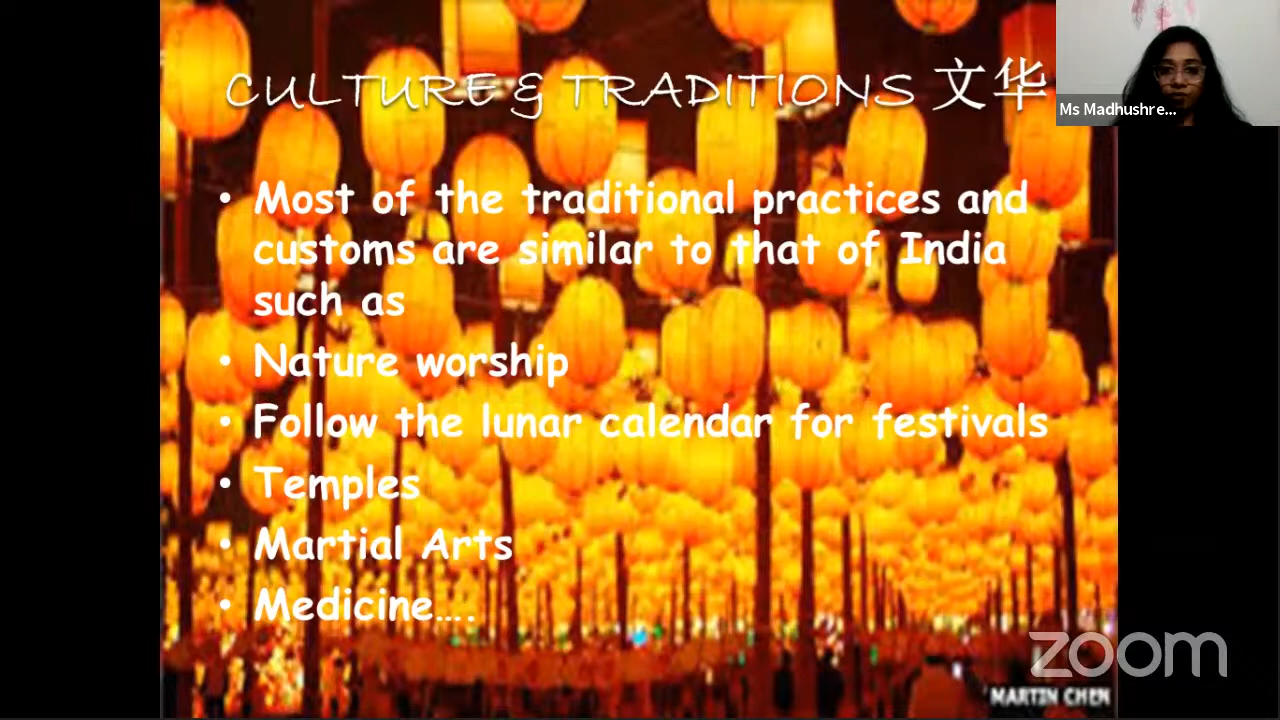 CULTURE & TRADITIONS 文华
Ms Madhushre...
• Most of the traditional practices and
customs are similar to that of India
such as
• Nature worship
• Follow the lunar calendar for festivals
• Temples
• Martial Arts
• Medicine….
zoom
MARTIN CHEN